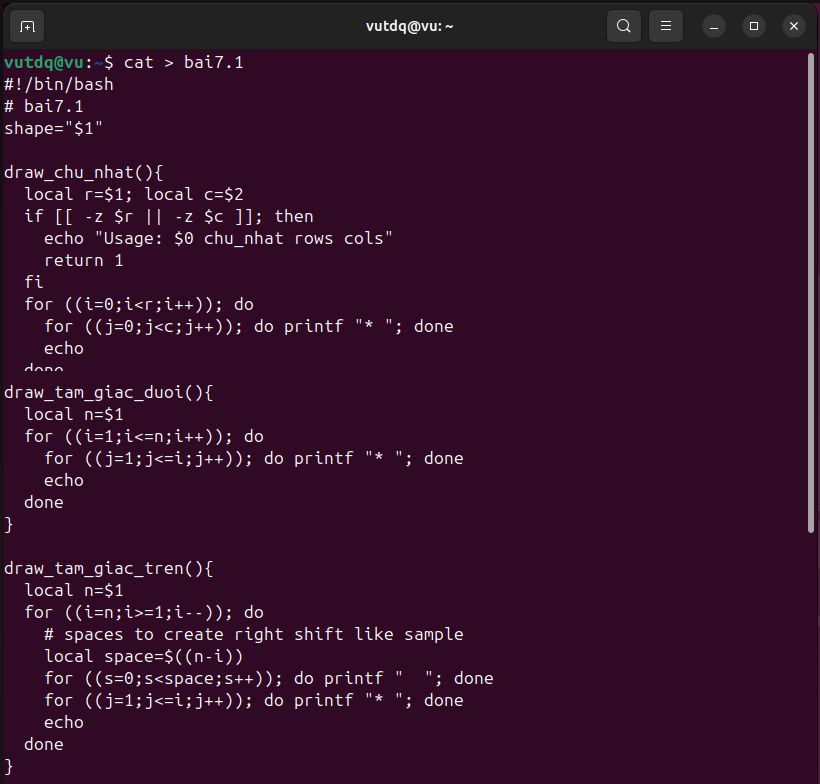 vutdq@vu: ~
vutdq@vu:~$ cat > bai7.1
#!/bin/bash
# bai7.1
shape="$1"

draw_chu_nhat(){
  local r=$1; local c=$2
  if [[ -z $r || -z $c ]]; then
    echo "Usage: $0 chu_nhat rows cols"
    return 1
  fi
  for ((i=0;i<r;i++)); do
    for ((j=0;j<c;j++)); do printf "* "; done
    echo
  done
draw_tam_giac_duoi(){
  local n=$1
  for ((i=1;i<=n;i++)); do
    for ((j=1;j<=i;j++)); do printf "* "; done
    echo
  done
}

draw_tam_giac_tren(){
  local n=$1
  for ((i=n;i>=1;i--)); do
    # spaces to create right shift like sample
    local space=$((n-i))
    for ((s=0;s<space;s++)); do printf "  "; done
    for ((j=1;j<=i;j++)); do printf "* "; done
    echo
  done
}